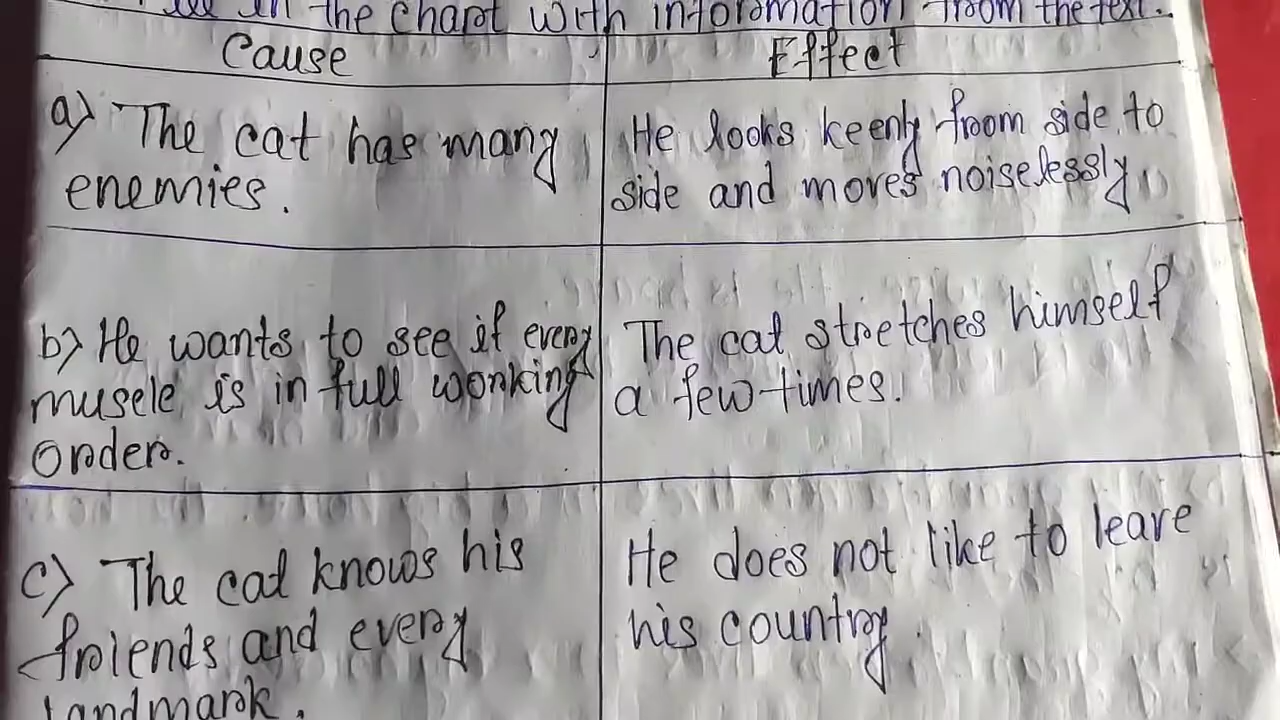 in the chart with information from the text.
Cause
Effect
a) The cat has many
enemies.
He looks keenly from side to
side and moves noiselessly
b) He wants to see if every
musele is in full working
order.
The cat stretches himself
a few times.
c) The cat knows his
friends and every
landmark.
He does not like to leave
his country